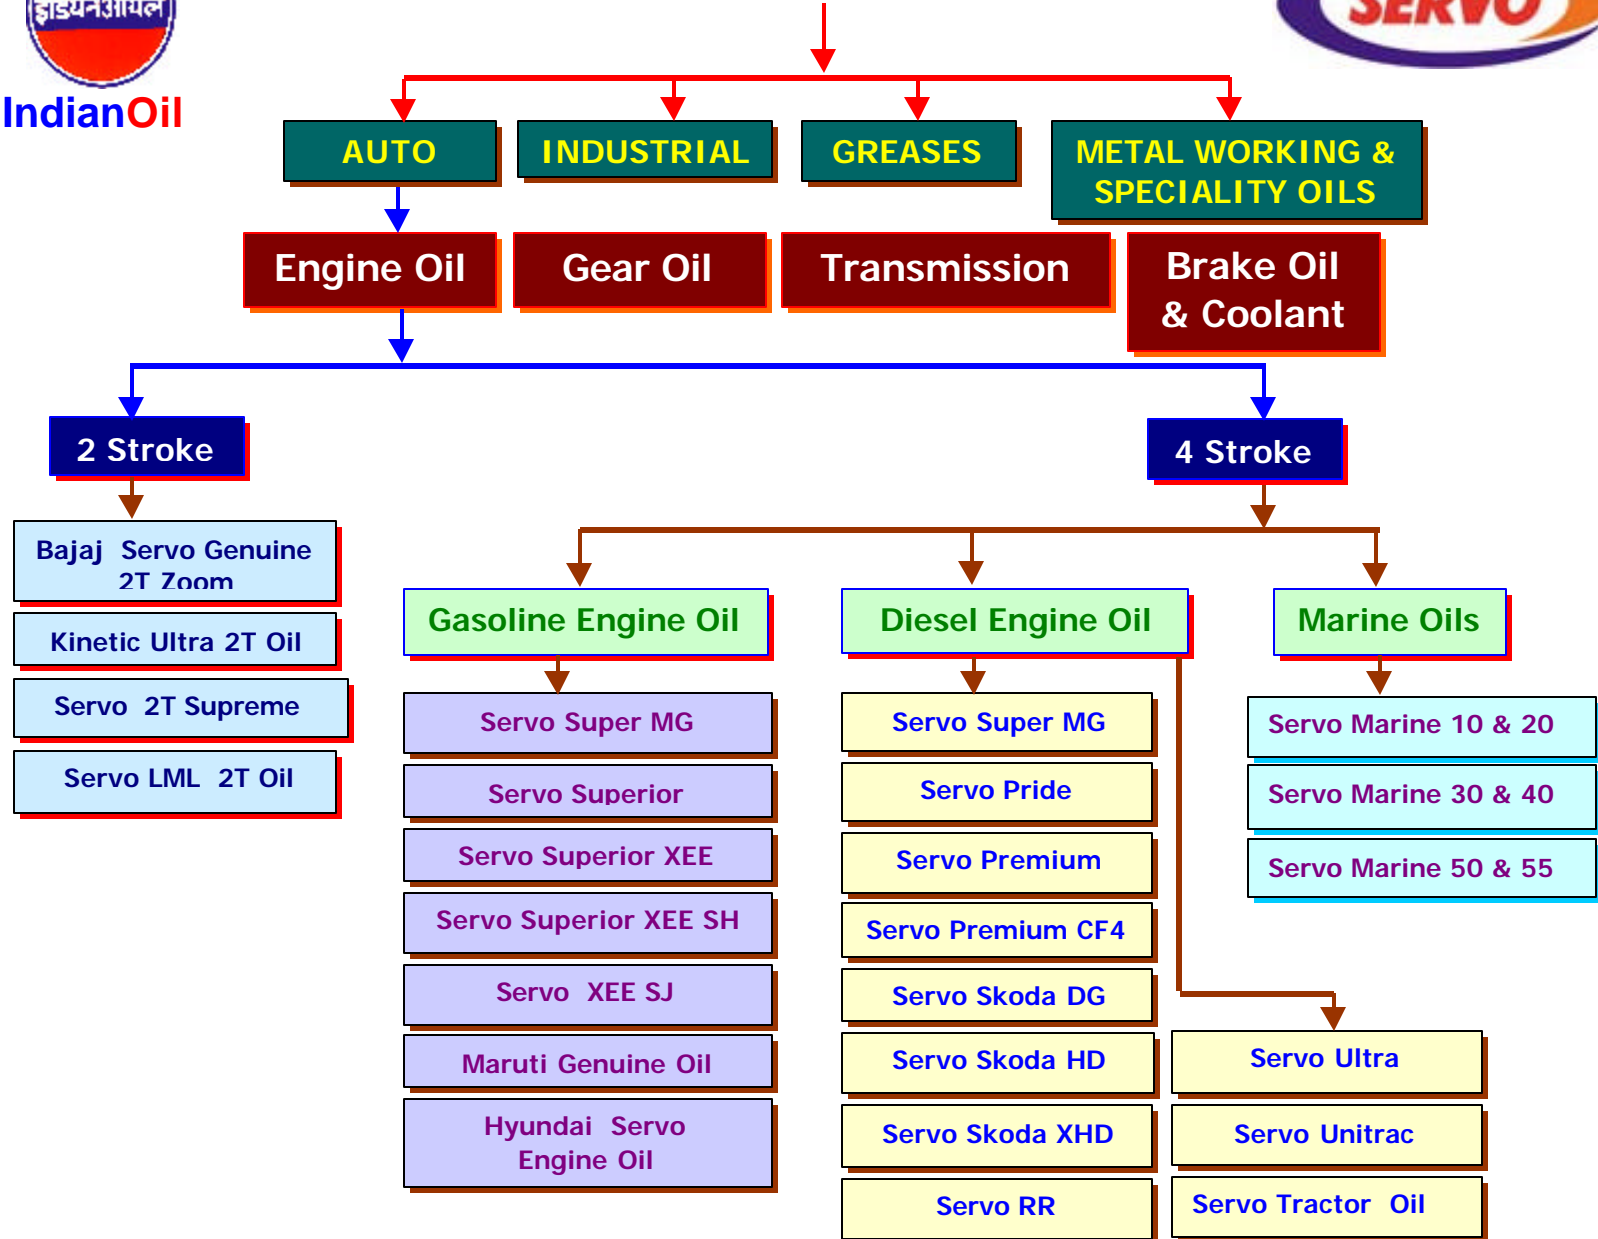 इंडियनऑयल
SERVO
IndianOil
AUTO
INDUSTRIAL
GREASES
METAL WORKING &
SPECIALITY OILS
Engine Oil
Gear Oil
Transmission
Brake Oil
& Coolant
2 Stroke
4 Stroke
Bajaj Servo Genuine
2T Zoom
Kinetic Ultra 2T Oil
Servo 2T Supreme
Servo LML 2T Oil
Gasoline Engine Oil
Servo Super MG
Servo Superior
Servo Superior XEE
Servo Superior XEE SH
Servo XEE SJ
Maruti Genuine Oil
Hyundai Servo
Engine Oil
Diesel Engine Oil
Servo Super MG
Servo Pride
Servo Premium
Servo Premium CF4
Servo Skoda DG
Servo Skoda HD
Servo Skoda XHD
Servo RR
Servo Ultra
Servo Unitrac
Servo Tractor Oil
Marine Oils
Servo Marine 10 & 20
Servo Marine 30 & 40
Servo Marine 50 & 55